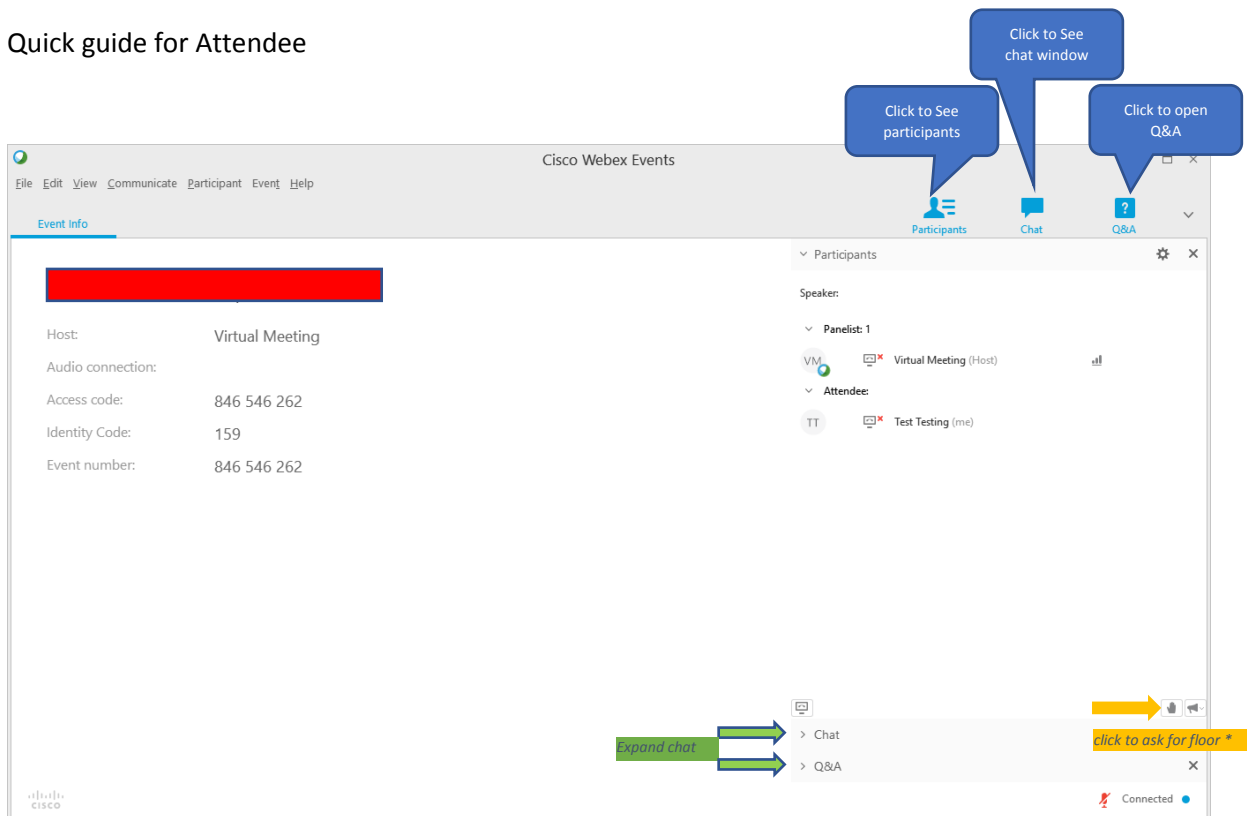 Quick guide for Attendee
Click to See
chat window
Click to See
participants
Click to open
Q&A
Cisco Webex Events
File Edit View Communicate Participant Event Help
Event Info
Participants
Chat
?
Q&A
Participants
Speaker:
Panelist: 1
Host:
Virtual Meeting
VM
Virtual Meeting (Host)
Audio connection:
Attendee:
Access code:
846 546 262
TT
Test Testing (me)
Identity Code:
159
Event number:
846 546 262
Expand chat
Chat
click to ask for floor *
Q&A
CISCO
Connected